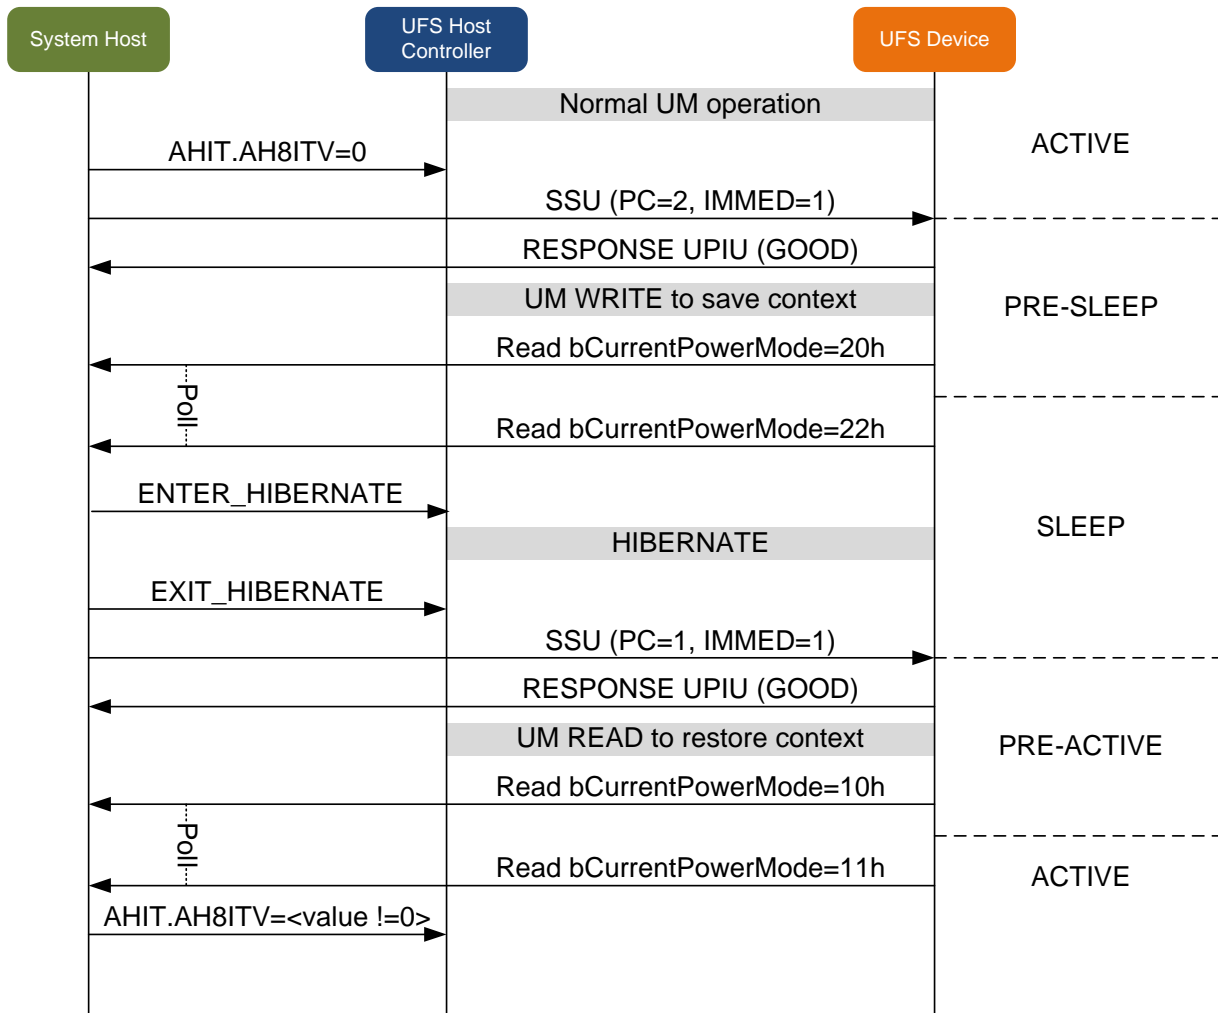 System Host
UFS Host
Controller
UFS Device
Normal UM operation
ACTIVE
AHIT.AH8ITV=0
SSU (PC=2, IMMED=1)
RESPONSE UPIU (GOOD)
UM WRITE to save context
PRE-SLEEP
Read bCurrentPowerMode=20h
Poll
Read bCurrentPowerMode=22h
ENTER_HIBERNATE
SLEEP
HIBERNATE
EXIT_HIBERNATE
SSU (PC=1, IMMED=1)
RESPONSE UPIU (GOOD)
UM READ to restore context
PRE-ACTIVE
Read bCurrentPowerMode=10h
Poll
Read bCurrentPowerMode=11h
ACTIVE
AHIT.AH8ITV=<value !=0>